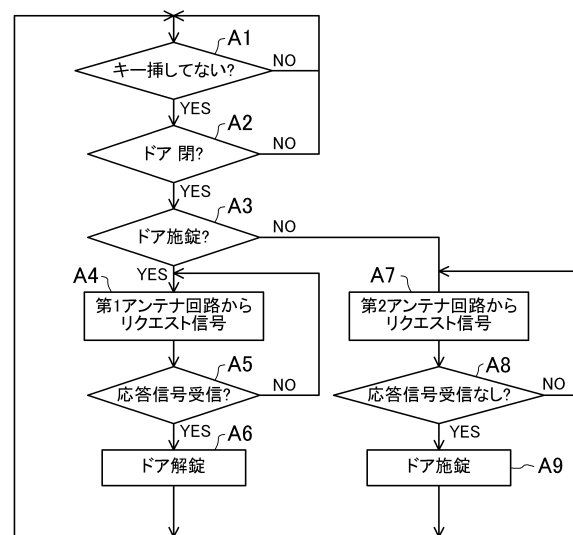 A1
キー挿してない?
NO
YES
A2
ドア 閉?
NO
YES
A3
ドア施錠?
NO
YES
A4
第1アンテナ回路から
リクエスト信号
A5
応答信号受信?
NO
YES
A6
ドア解錠
A7
第2アンテナ回路から
リクエスト信号
A8
応答信号受信なし?
NO
YES
A9
ドア施錠